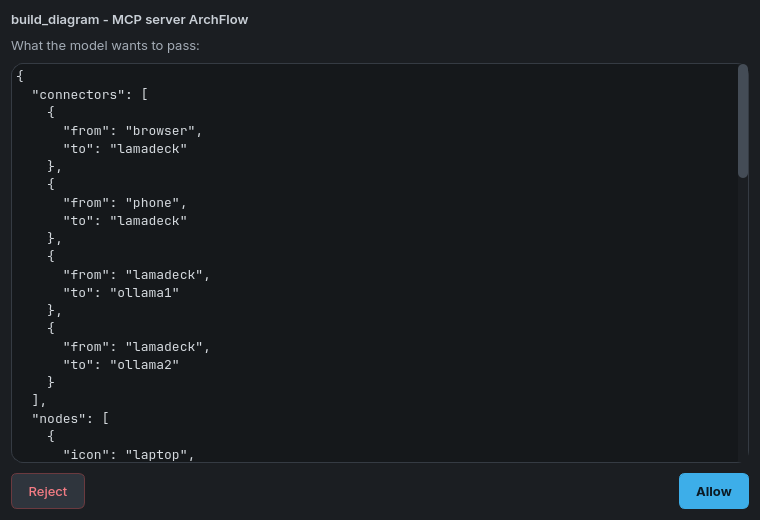 build_diagram - MCP server ArchFlow
What the model wants to pass:
{
  "connectors": [
    {
      "from": "browser",
      "to": "lamadeck"
    },
    {
      "from": "phone",
      "to": "lamadeck"
    },
    {
      "from": "lamadeck",
      "to": "ollama1"
    },
    {
      "from": "lamadeck",
      "to": "ollama2"
    }
  ],
  "nodes": [
    {
      "icon": "laptop",
Reject
Allow